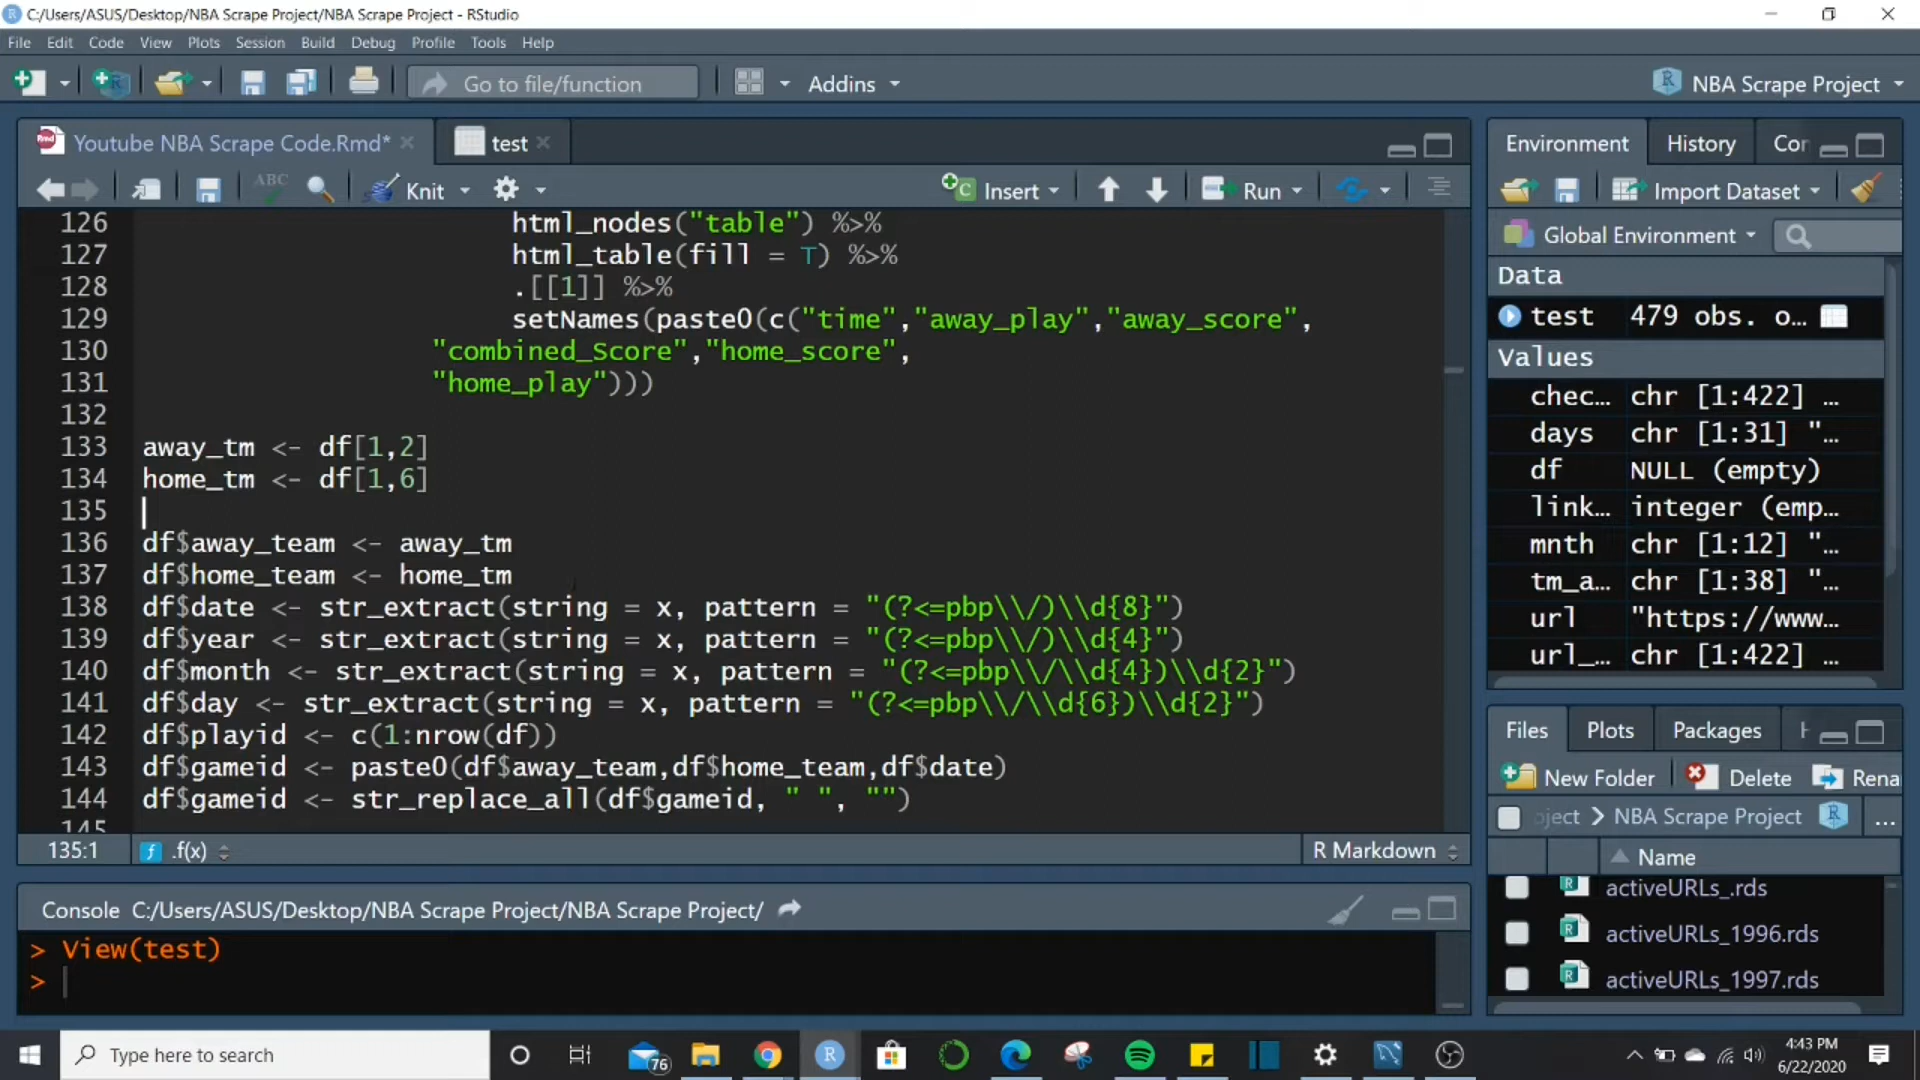 C:/Users/ASUS/Desktop/NBA Scrape Project/NBA Scrape Project - RStudio
File Edit Code View Plots Session Build Debug Profile Tools Help
Go to file/function
Addins
NBA Scrape Project
Youtube NBA Scrape Code.Rmd*
test
ABC
Knit
Insert
Run
126 html_nodes("table") %>%
127 html_table(fill = T) %>%
128 .[[1]] %>%
129 setNames(paste0(c("time","away_play","away_score",
130 "combined_Score","home_score",
131 "home_play")))
132
133 away_tm <- df[1,2]
134 home_tm <- df[1,6]
135
136 df$away_team <- away_tm
137 df$home_team <- home_tm
138 df$date <- str_extract(string = x, pattern = "(?<=pbp\\/)\\d{8}")
139 df$year <- str_extract(string = x, pattern = "(?<=pbp\\/)\\d{4}")
140 df$month <- str_extract(string = x, pattern = "(?<=pbp\\/\\d{4})\\d{2}")
141 df$day <- str_extract(string = x, pattern = "(?<=pbp\\/\\d{6})\\d{2}")
142 df$playid <- c(1:nrow(df))
143 df$gameid <- paste0(df$away_team,df$home_team,df$date)
144 df$gameid <- str_replace_all(df$gameid, " ", "")
145
135:1 .f(x) R Markdown
Console C:/Users/ASUS/Desktop/NBA Scrape Project/NBA Scrape Project/
> View(test)
>
Environment History Cor
Import Dataset
Global Environment
Data
test 479 obs. o…
Values
chec… chr [1:422] …
days chr [1:31] "…
df NULL (empty)
link… integer (emp…
mnth chr [1:12] "…
tm_a… chr [1:38] "…
url "https://www…
url_… chr [1:422] …
Files Plots Packages H
New Folder Delete Rena
oject > NBA Scrape Project …
Name
activeURLs_.rds
activeURLs_1996.rds
activeURLs_1997.rds
Type here to search
76
4:43 PM
6/22/2020